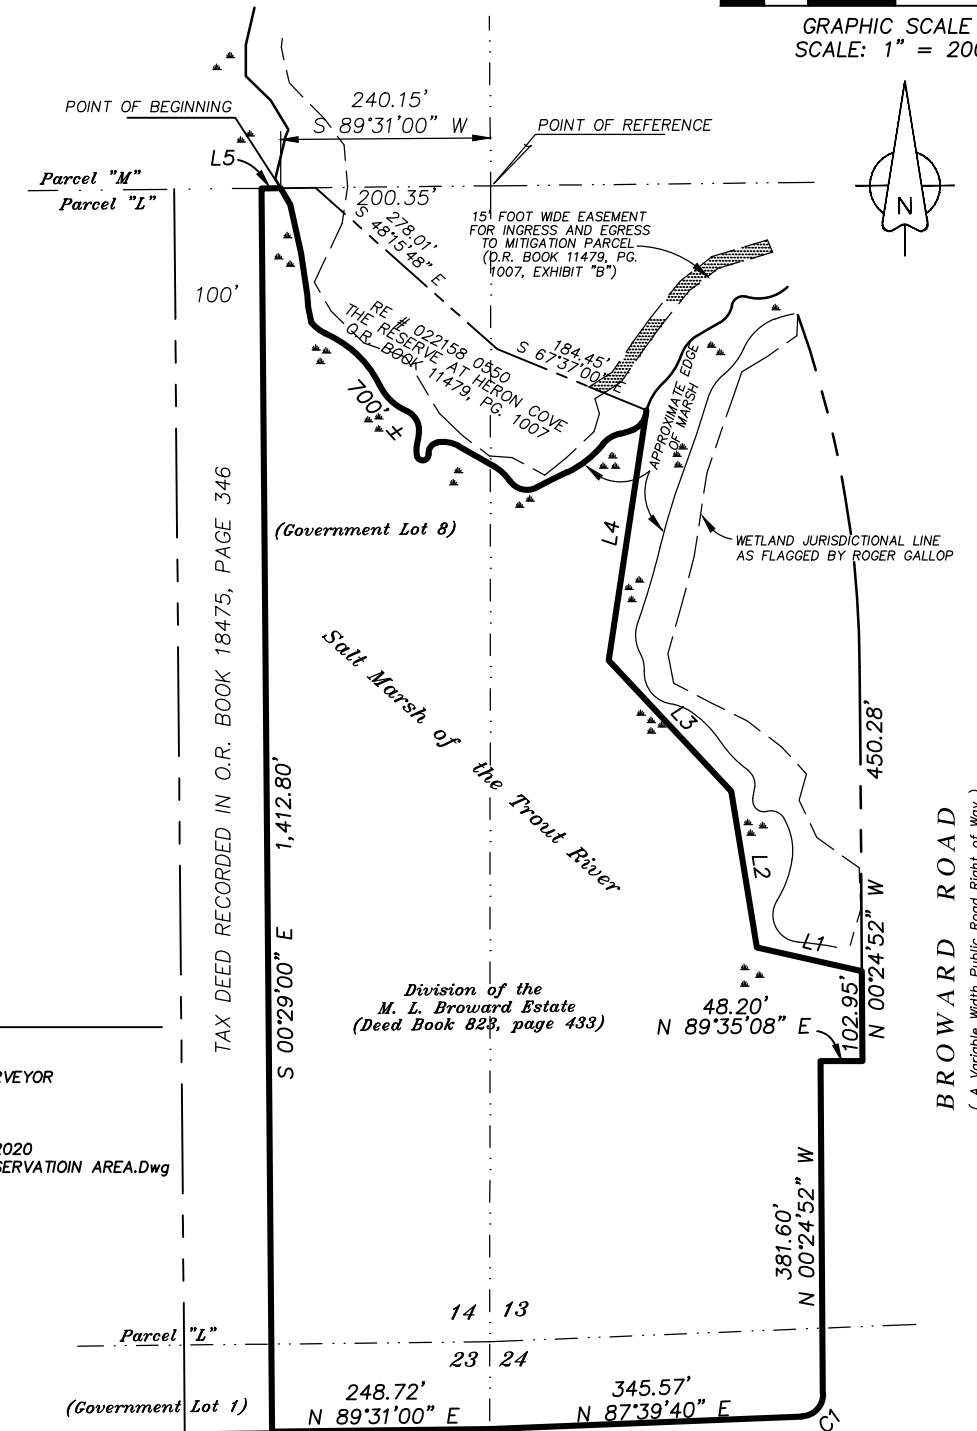 GRAPHIC SCALE
SCALE: 1" = 200
240.15'
S 89°31'00" W
POINT OF BEGINNING
POINT OF REFERENCE
L5
Parcel "M"
Parcel "L"
200.35'
N
278.01'
S 48°15'48" E
15' FOOT WIDE EASEMENT
FOR INGRESS AND EGRESS
TO MITIGATION PARCEL
(O.R. BOOK 11479, PG.
1007, EXHIBIT "B")
100'
RE # 022158 0550
THE RESERVE AT HERON COVE
O.R. BOOK 11479, PG. 1007
184.45'
S 67°37'00" E
700' ±
APPROXIMATE EDGE
OF MARSH
TAX DEED RECORDED IN O.R. BOOK 18475, PAGE 346
(Government Lot 8)
L4
WETLAND JURISDICTIONAL LINE
AS FLAGGED BY ROGER GALLOP
Salt Marsh of the Trout River
L3
450.28'
1,412.80'
S 00°29'00" E
L2
L1
BROWARD ROAD
( A Variable Width Public Road Right of Way )
N 00°24'52" W
102.95'
Division of the
M. L. Broward Estate
(Deed Book 823, page 433)
48.20'
N 89°35'08" E
RVEYOR
2020
SERVATIOIN AREA.Dwg
381.60'
N 00°24'52" W
14 13
Parcel "L"
23 24
(Government Lot 1)
248.72'
N 89°31'00" E
345.57'
N 87°39'40" E
C1